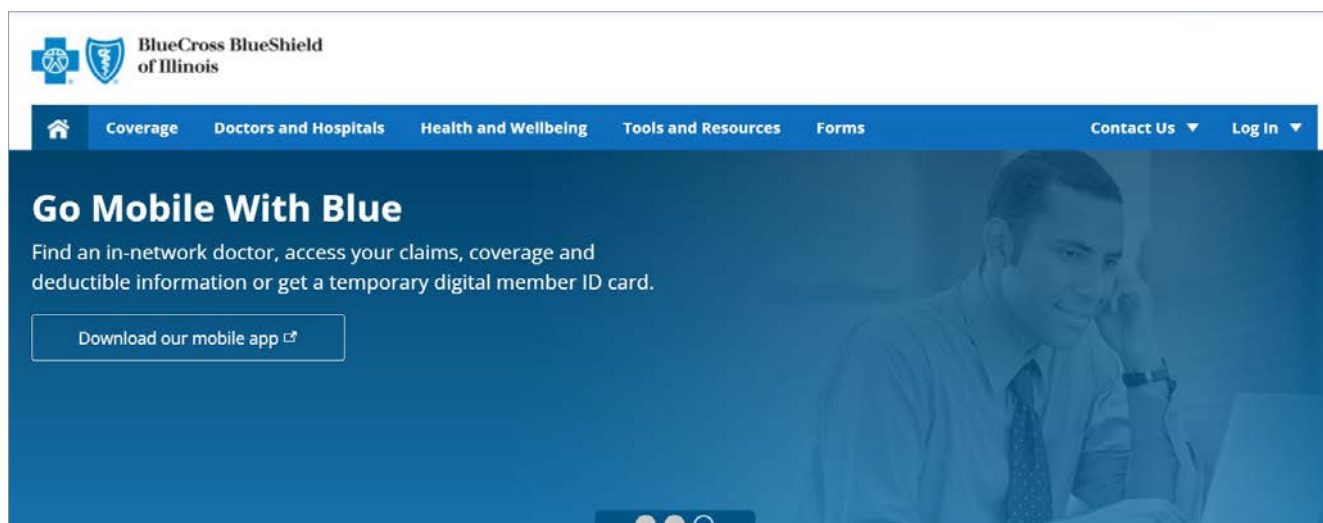 BlueCross BlueShield
of Illinois
Coverage Doctors and Hospitals Health and Wellbeing Tools and Resources Forms Contact Us Log In
Go Mobile With Blue
Find an in-network doctor, access your claims, coverage and
deductible information or get a temporary digital member ID card.
Download our mobile app